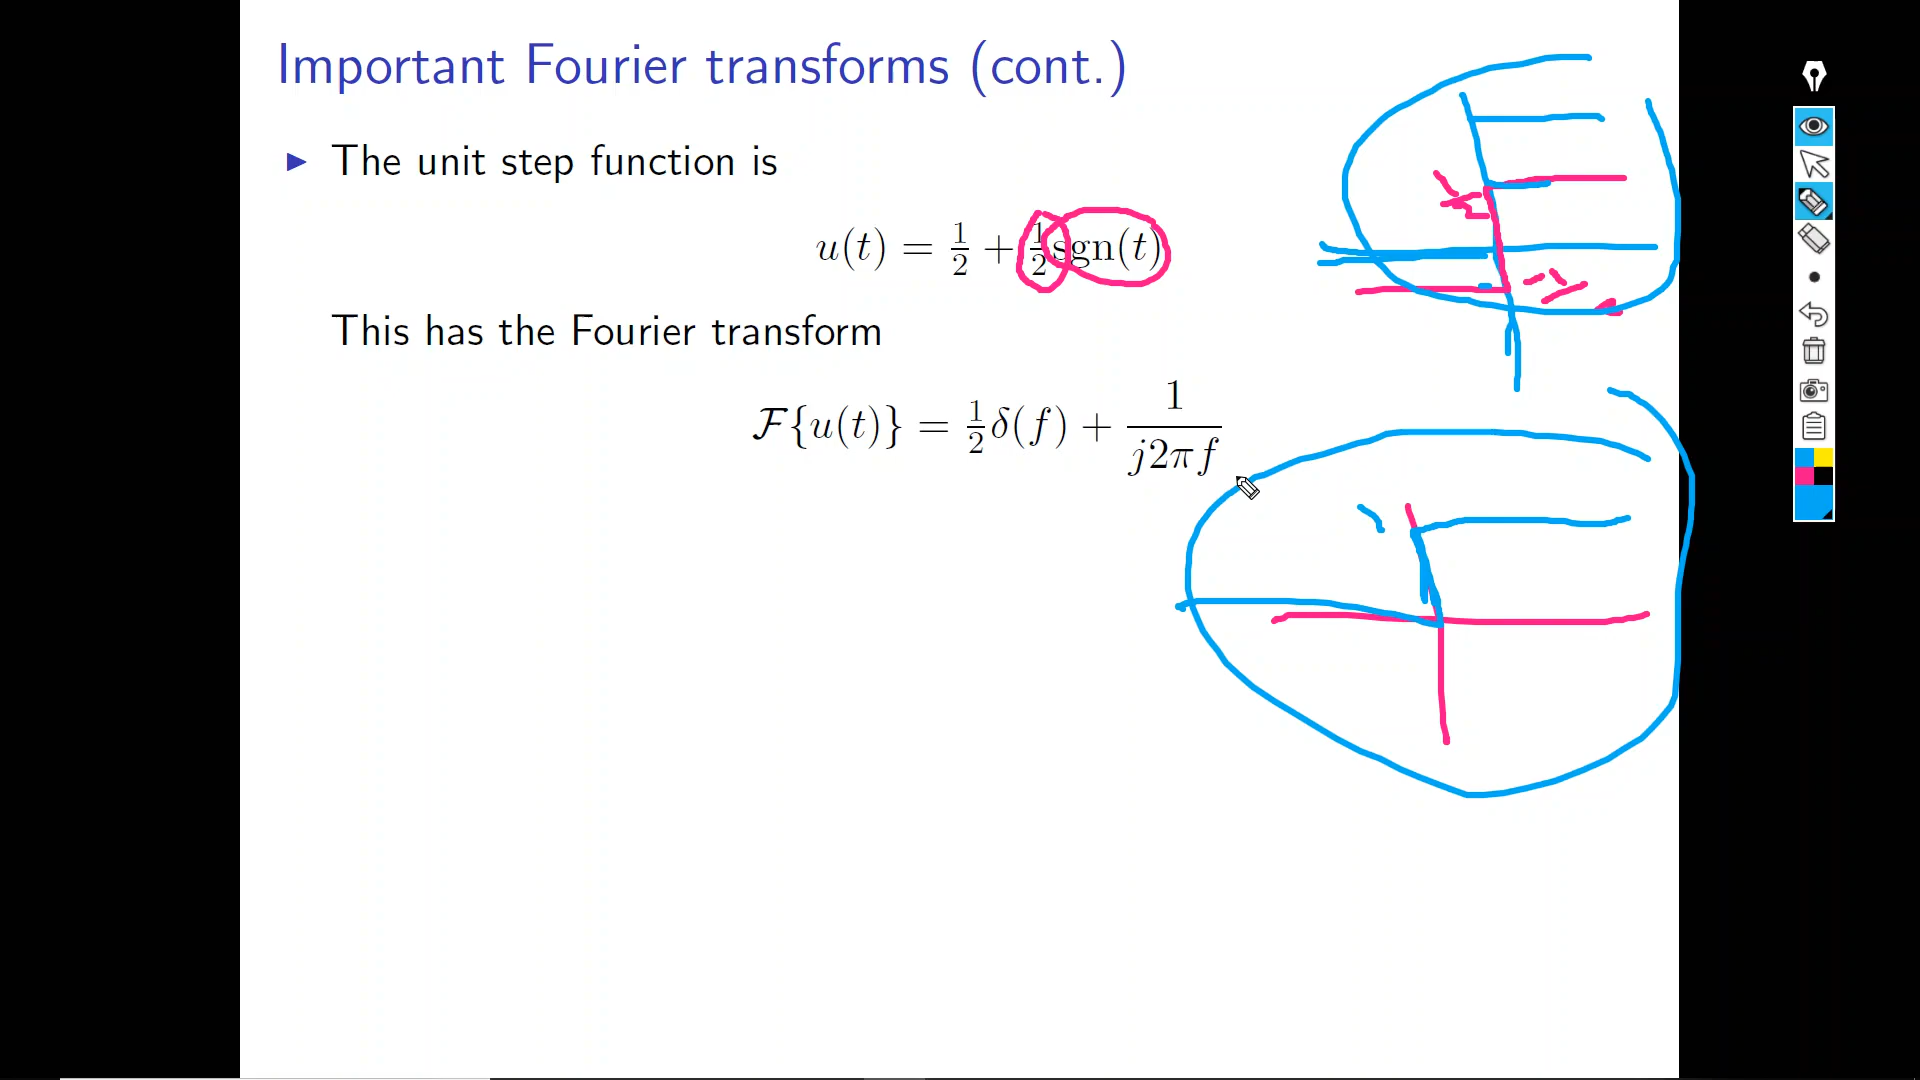 Important Fourier transforms (cont.)
▶ The unit step function is
u(t) = 1/2 + 1/2 sgn(t)
This has the Fourier transform
ℱ{u(t)} = 1/2 δ(f) + 1/(j2πf)